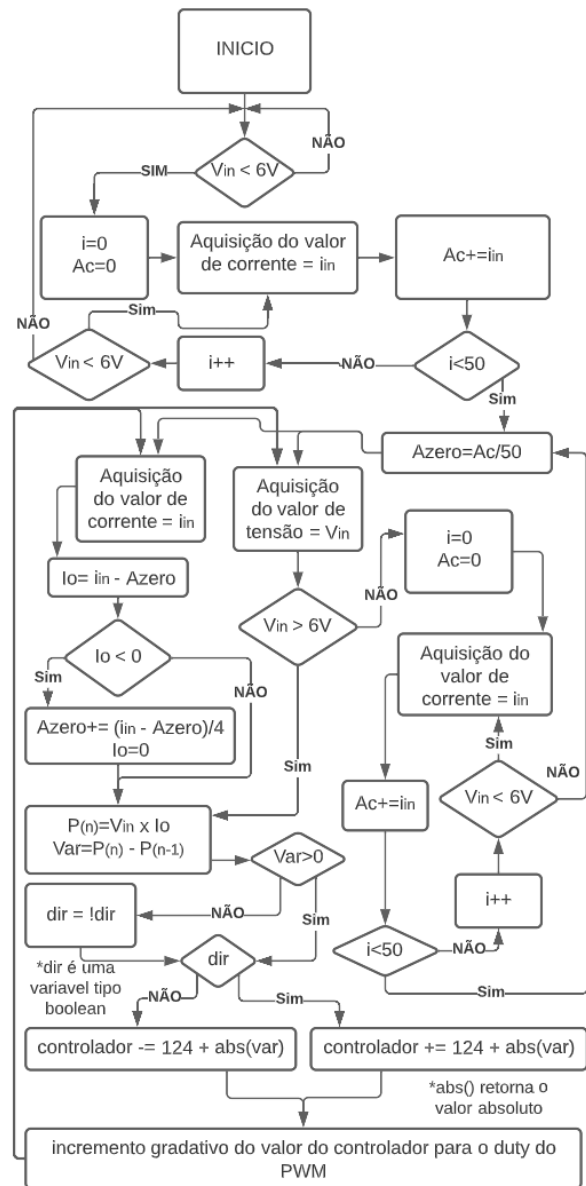 INICIO
NÃO
Vin < 6V
SIM
i=0
Ac=0
Aquisição do valor
de corrente = iin
Ac+=iin
Sim
NÃO
Vin < 6V
i++
NÃO
i<50
Sim
Azero=Ac/50
Aquisição
do valor de
corrente = iin
Aquisição
do valor de
tensão = Vin
i=0
Ac=0
NÃO
Io= iin - Azero
Vin > 6V
Io < 0
Sim
NÃO
Aquisição do
valor de
corrente = iin
Azero+= (iin - Azero)/4
Io=0
Sim
Sim
NÃO
Vin < 6V
Ac+=iin
P(n)=Vin x Io
Var=P(n) - P(n-1)
Var>0
i++
dir = !dir
NÃO
Sim
i<50
NÃO
Sim
dir
*dir é uma
variavel tipo
boolean
NÃO
Sim
controlador -= 124 + abs(var)
controlador += 124 + abs(var)
*abs() retorna o
valor absoluto
incremento gradativo do valor do controlador para o duty do
PWM